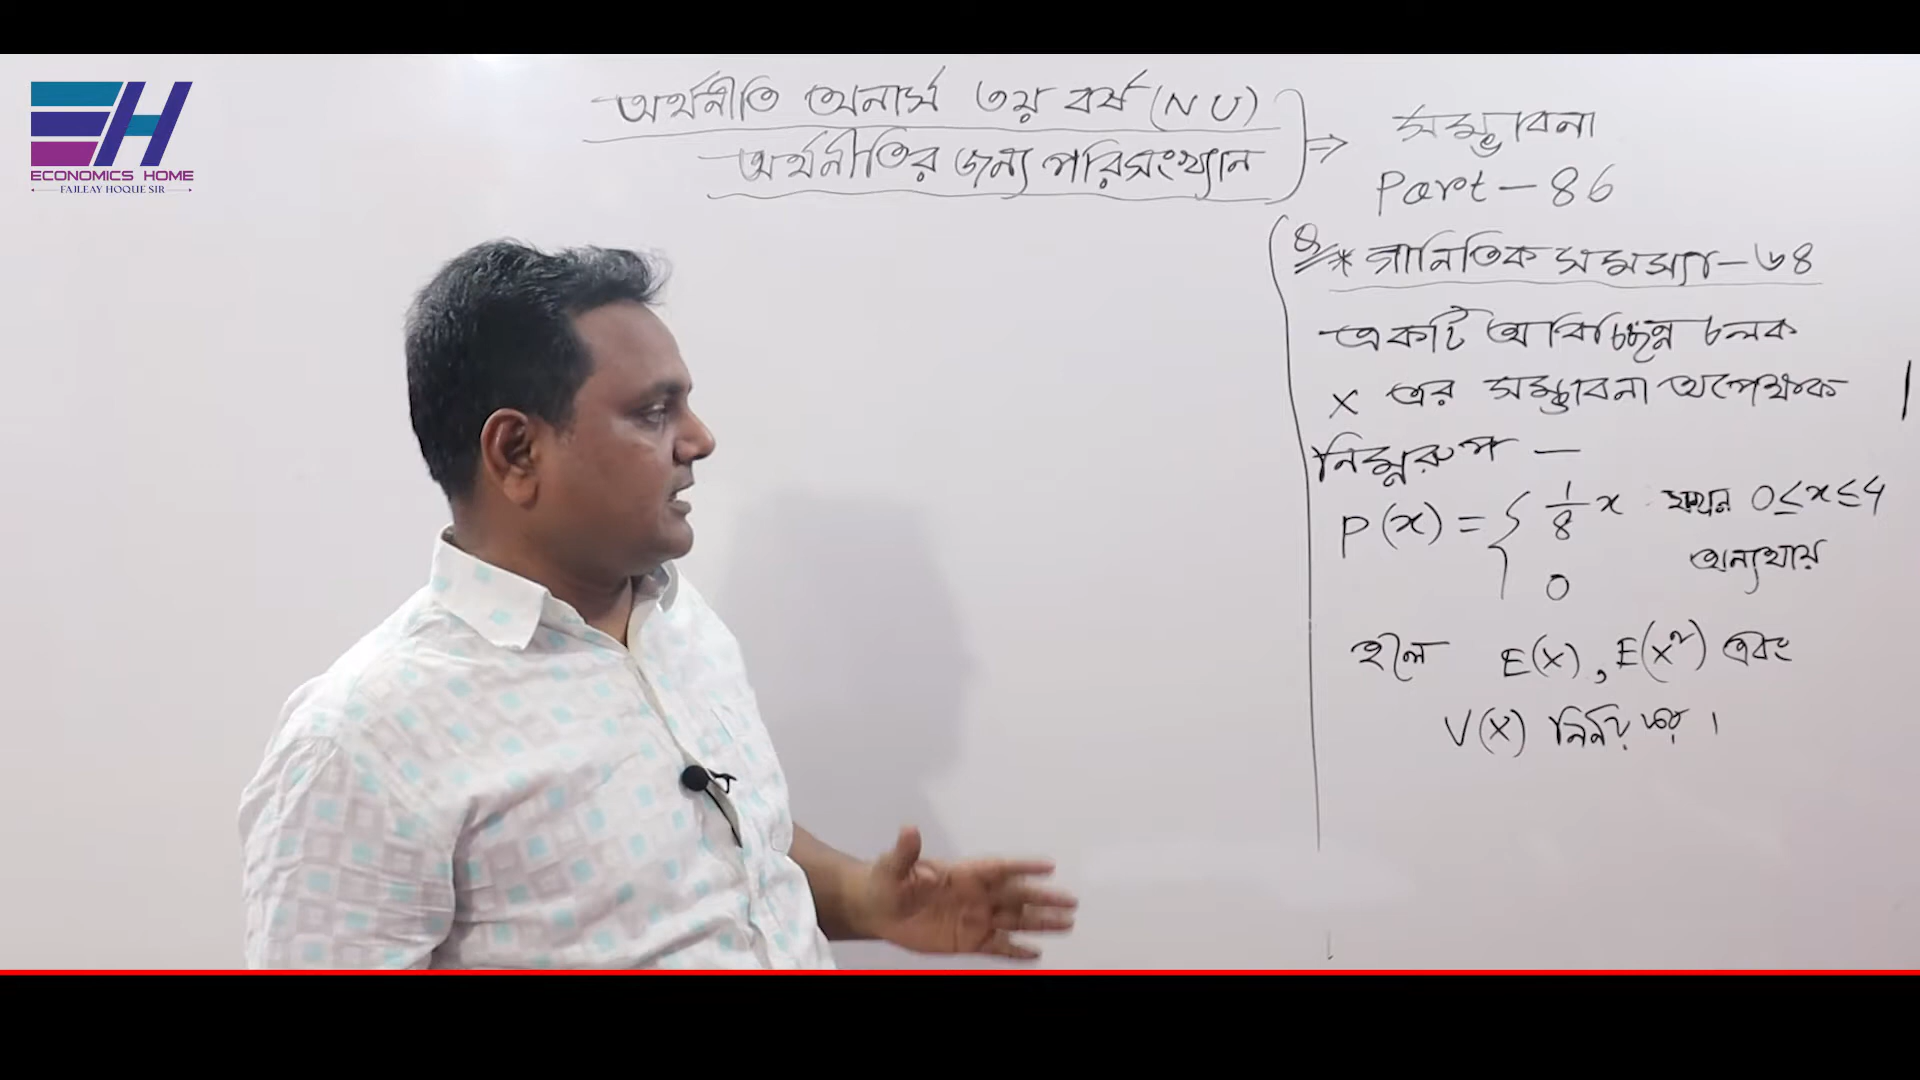 EH
ECONOMICS HOME
FAILEAY HOQUE SIR
অর্থনীতি অনার্স ৩য় বর্ষ (NU)
অর্থনীতির জন্য পরিসংখ্যান
⇒ সম্ভাবনা
Part-86
Q * গানিতিক সমস্যা-৬৪
একটি অবিচ্ছিন্ন চলক
x এর সম্ভাবনা অপেক্ষক
নিম্নরূপ —
P(x) = { 1/8 x যখন 0≤x≤4
0 অন্যথায়
হলে E(x), E(x²) এবং
V(x) নির্ণয় কর।